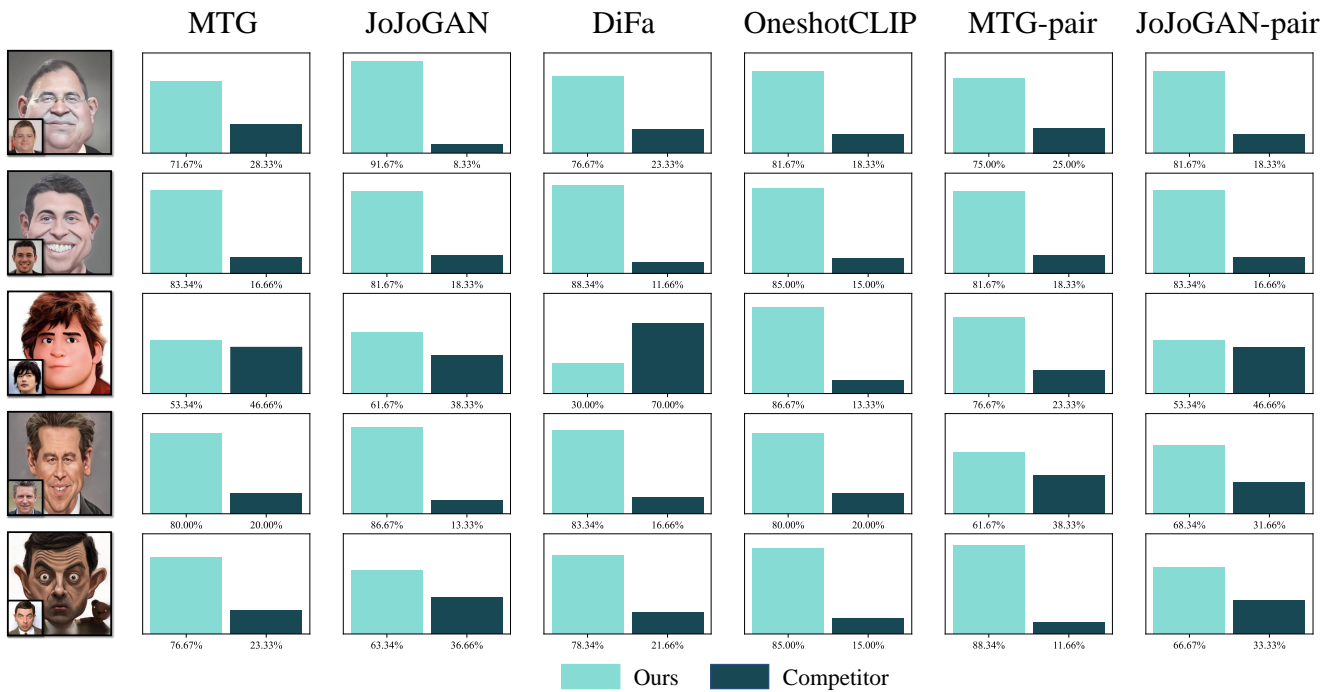 MTG JoJoGAN DiFa OneshotCLIP MTG-pair JoJoGAN-pair
71.67% 28.33% 91.67% 8.33% 76.67% 23.33% 81.67% 18.33% 75.00% 25.00% 81.67% 18.33%
83.34% 16.66% 81.67% 18.33% 88.34% 11.66% 85.00% 15.00% 81.67% 18.33% 83.34% 16.66%
53.34% 46.66% 61.67% 38.33% 30.00% 70.00% 86.67% 13.33% 76.67% 23.33% 53.34% 46.66%
80.00% 20.00% 86.67% 13.33% 83.34% 16.66% 80.00% 20.00% 61.67% 38.33% 68.34% 31.66%
76.67% 23.33% 63.34% 36.66% 78.34% 21.66% 85.00% 15.00% 88.34% 11.66% 66.67% 33.33%
Ours Competitor